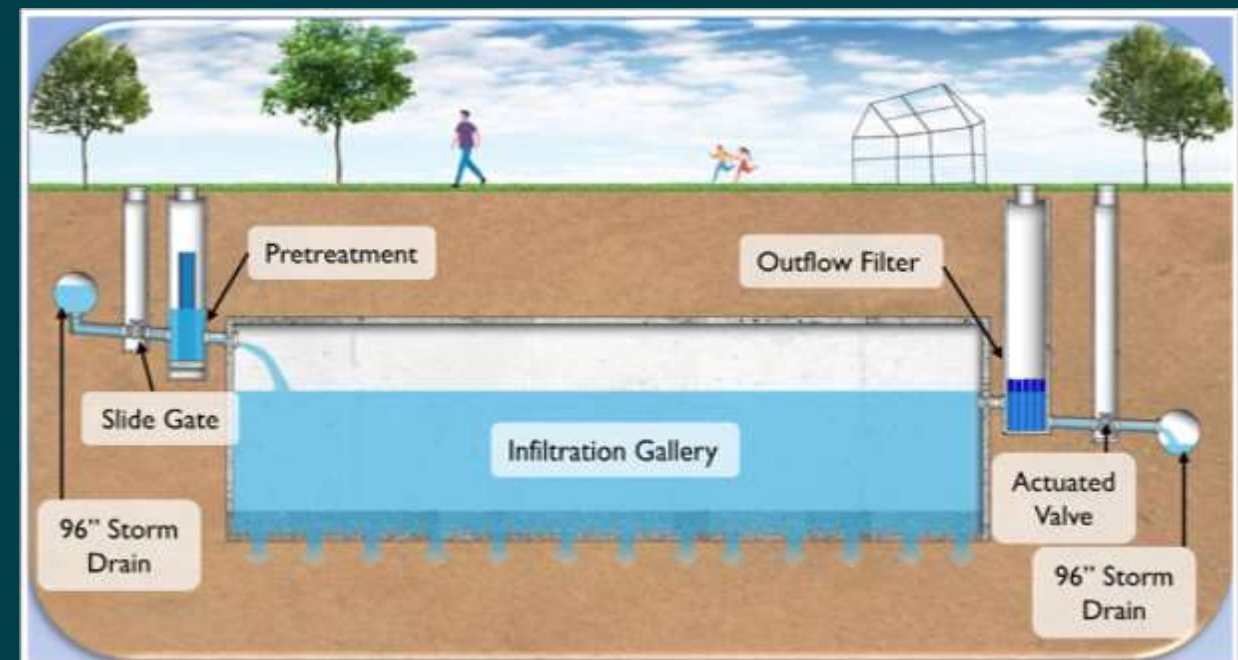 Pretreatment
Outflow Filter
Slide Gate
Infiltration Gallery
Actuated
Valve
96” Storm
Drain
96” Storm
Drain